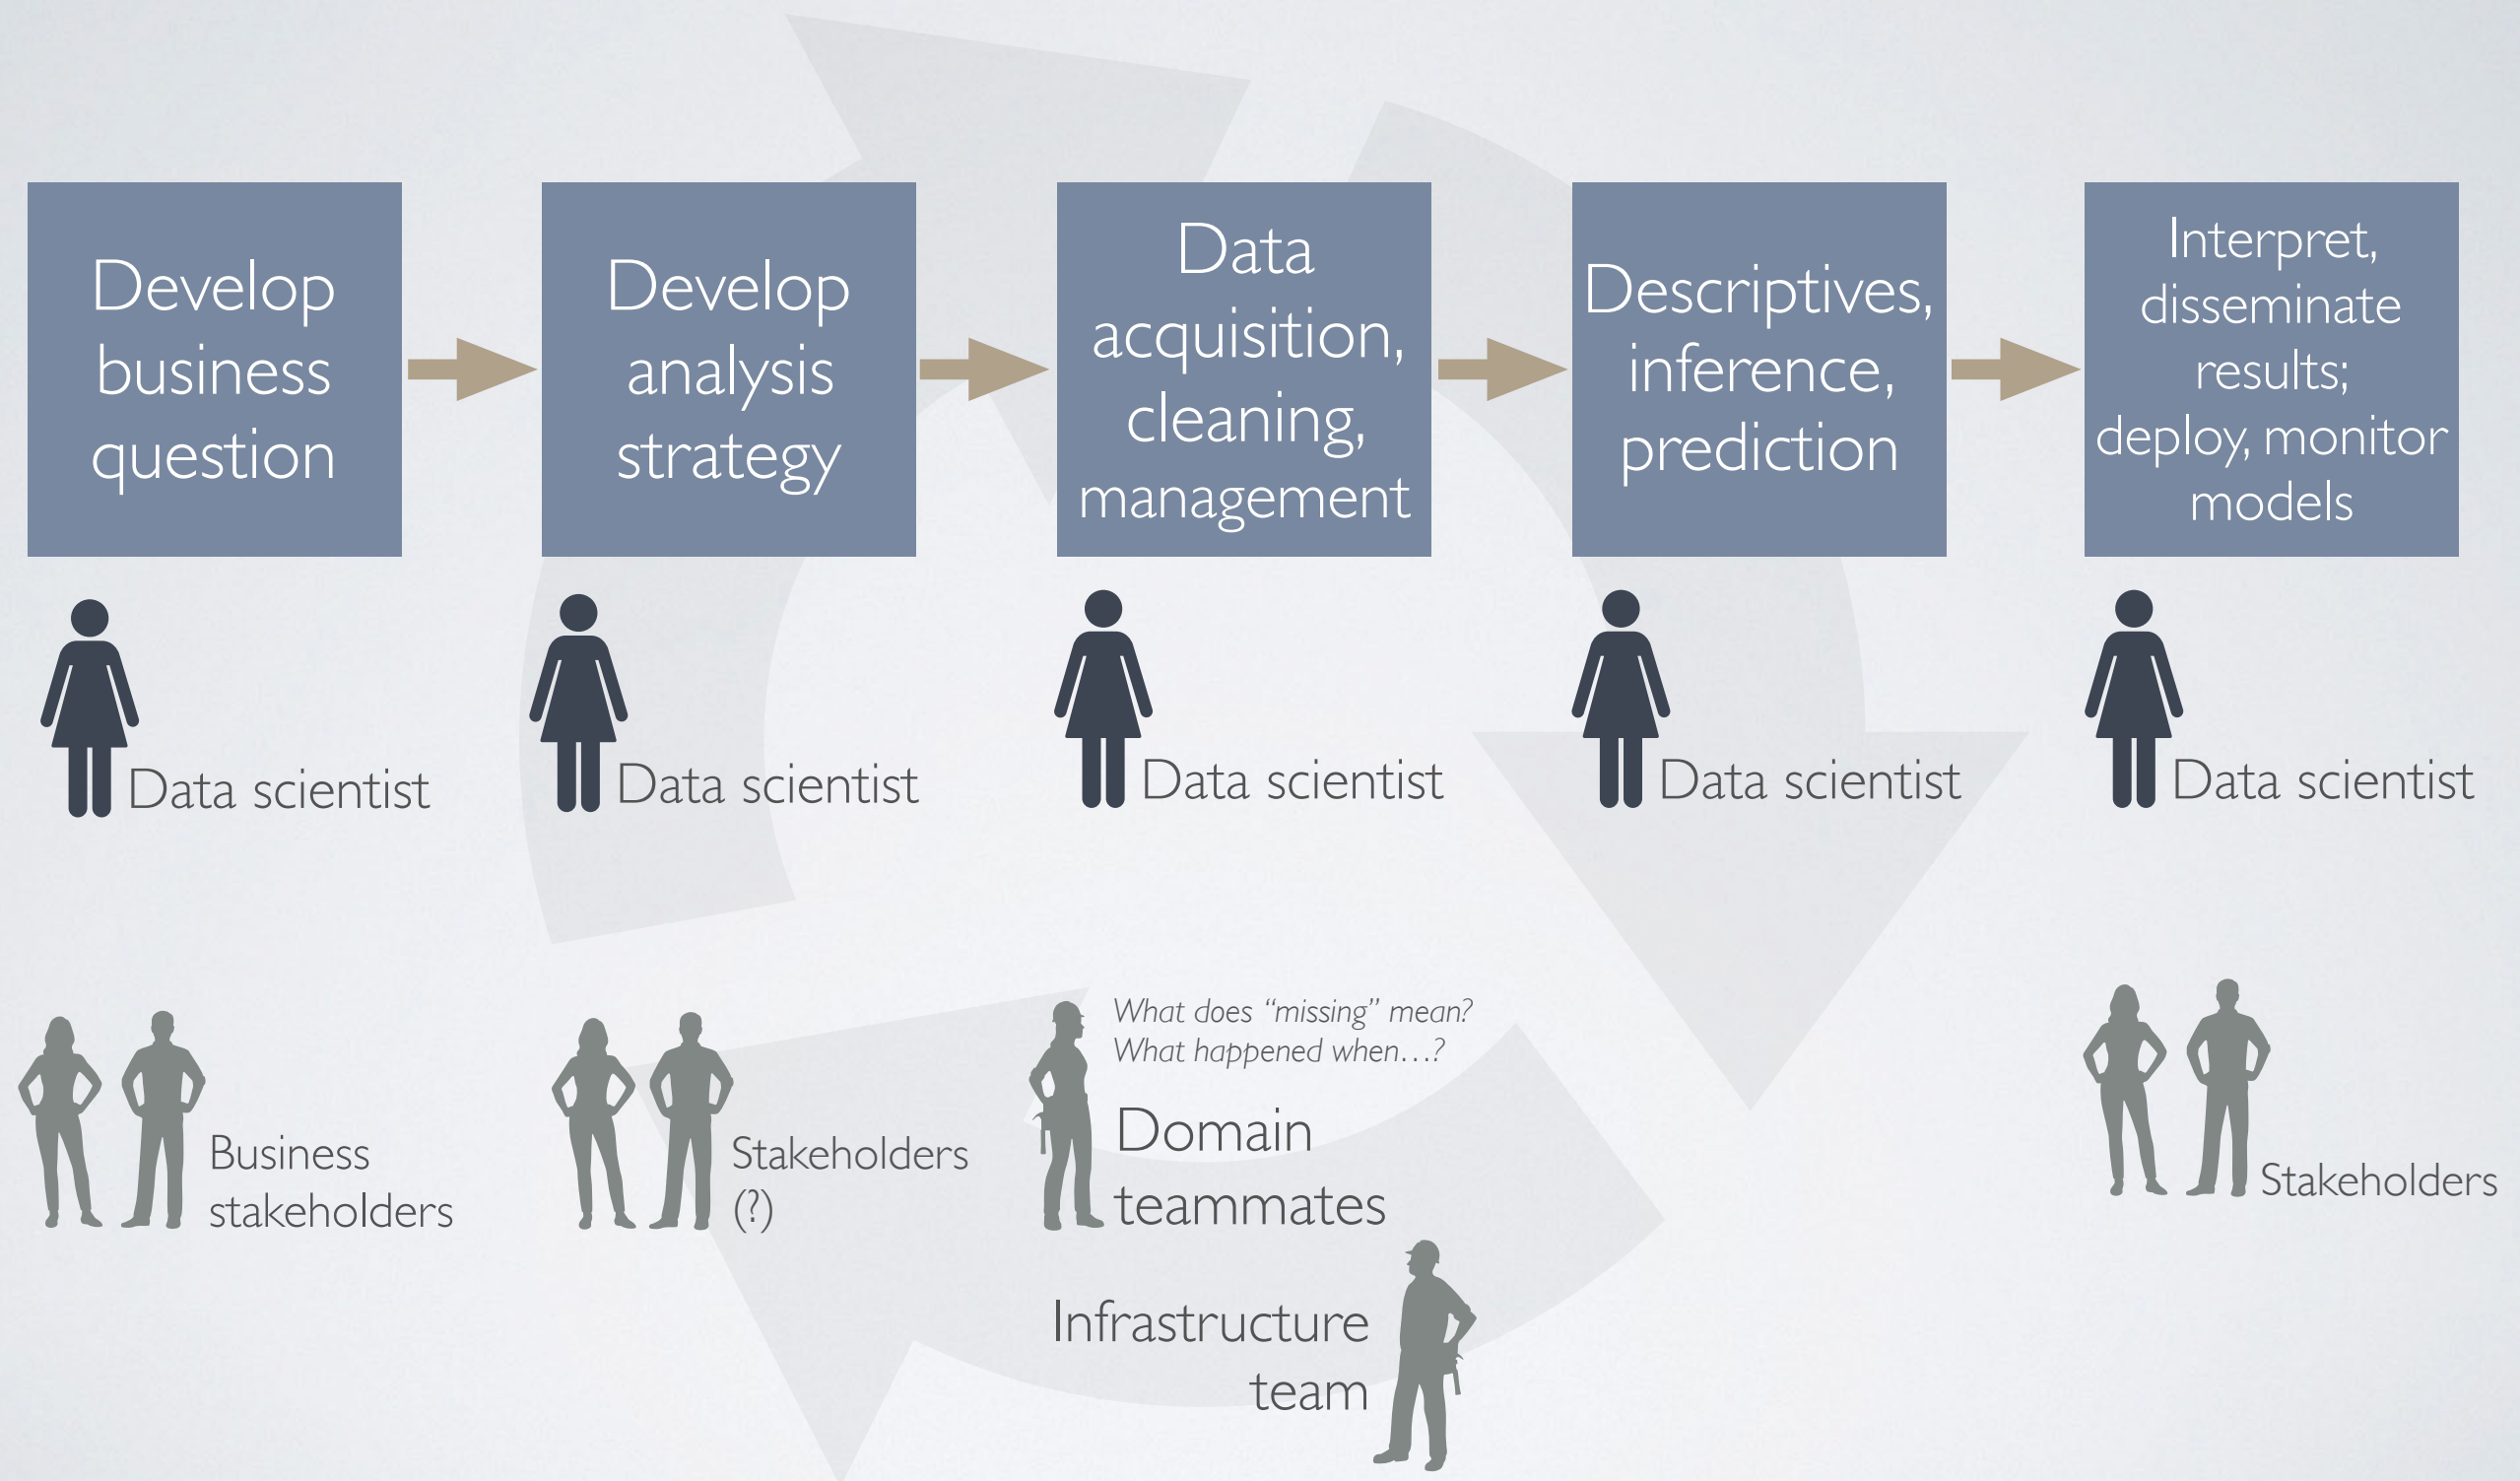 Develop
business
question
Develop
analysis
strategy
Data
acquisition,
cleaning,
management
Descriptives,
inference,
prediction
Interpret,
disseminate
results;
deploy, monitor
models
Data scientist
Data scientist
Data scientist
Data scientist
Data scientist
Business
stakeholders
Stakeholders
(?)
What does “missing” mean?
What happened when…?
Domain
teammates
Infrastructure
team
Stakeholders